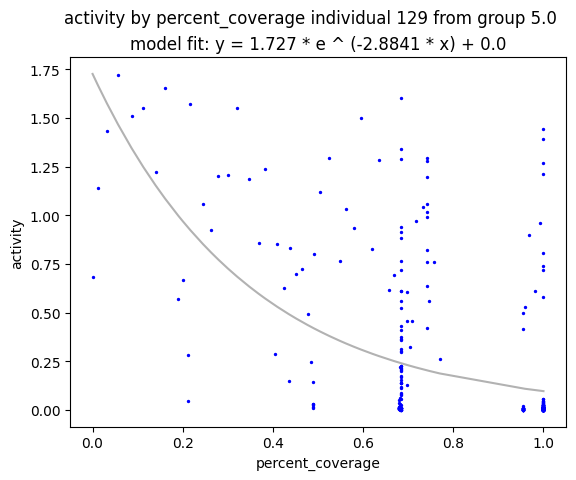 activity by percent_coverage individual 129 from group 5.0
model fit: y = 1.727 * e ^ (-2.8841 * x) + 0.0
1.75
1.50
1.25
1.00
0.75
0.50
0.25
0.00
activity
0.0 0.2 0.4 0.6 0.8 1.0
percent_coverage